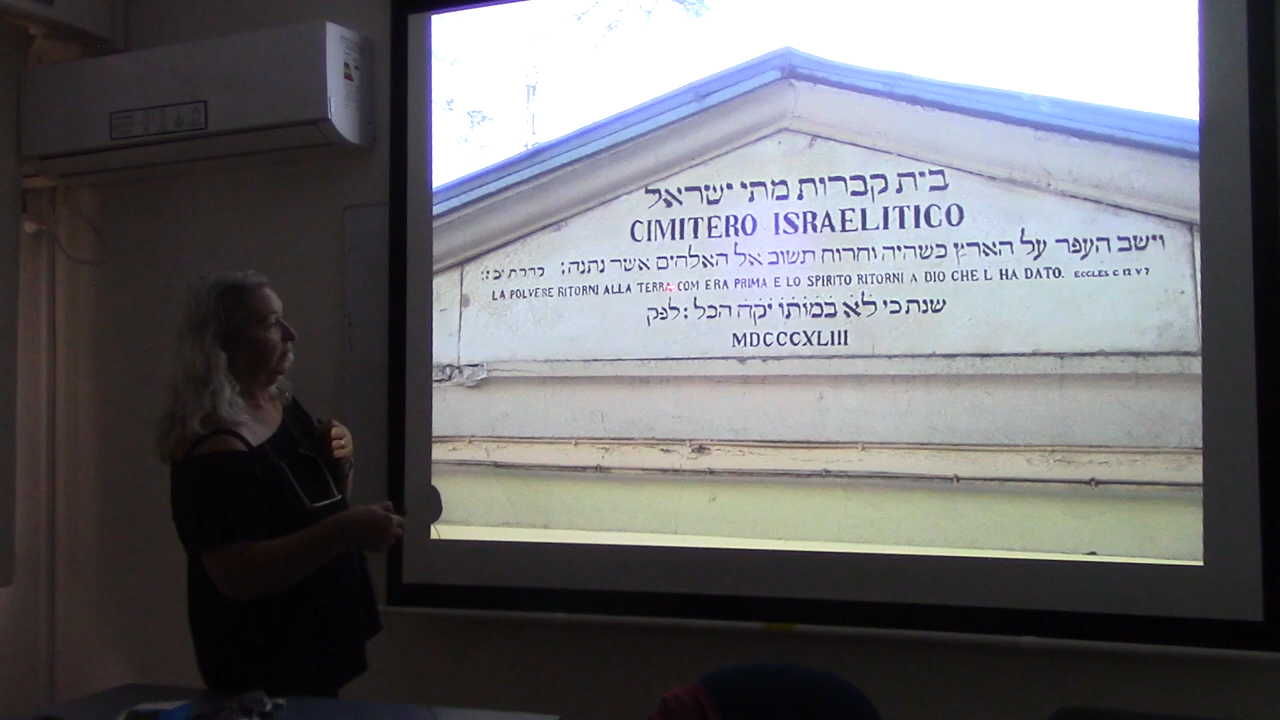 בית קברות מתי ישראל
CIMITERO ISRAELITICO
וישב העפר על הארץ כשהיה והרוח תשוב אל האלהים אשר נתנה: קהלת יב:
LA POLVERE RITORNI ALLA TERRA COM ERA PRIMA E LO SPIRITO RITORNI A DIO CHE L HA DATO. ECCLES C 12 V 7
שנת כי לא במותו יקח הכל: לפק
MDCCCXLIII